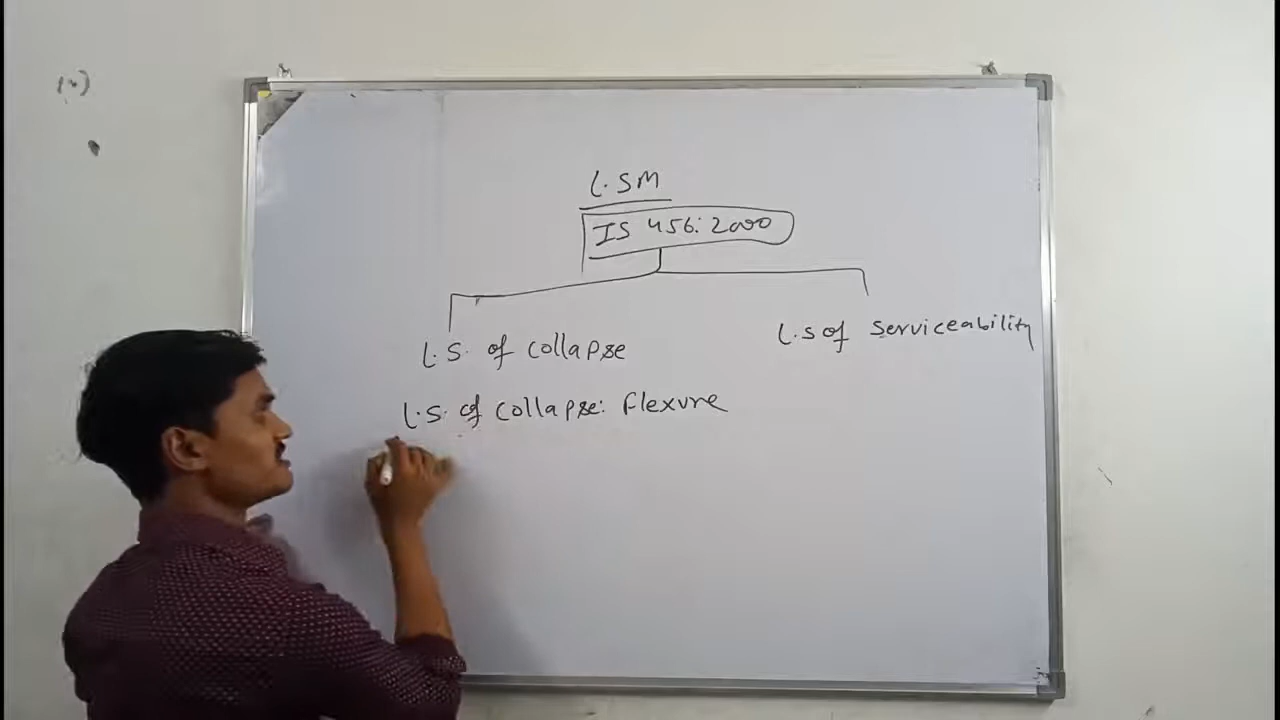 L.SM
IS 456:2000
L.S. of collapse
L.S of Serviceability
L.S. of collapse: Flexure